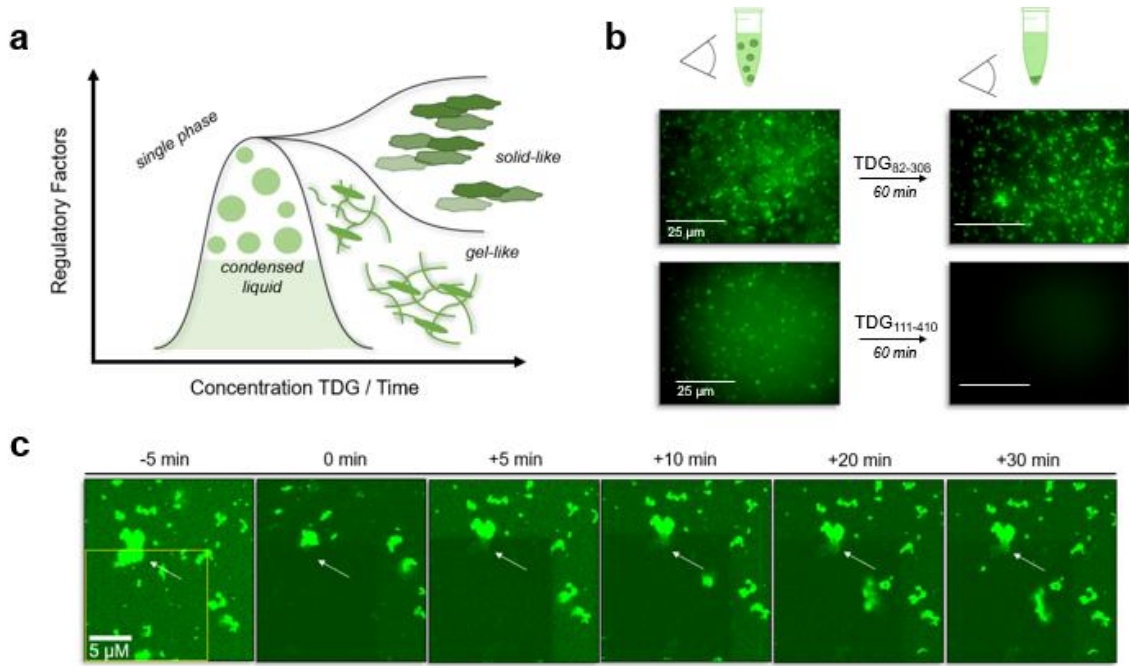 a
Regulatory Factors
single phase
condensed
liquid
solid-like
gel-like
Concentration TDG / Time
b
25 µm
TDG82-308
60 min
25 µm
TDG111-410
60 min
c
-5 min
0 min
+5 min
+10 min
+20 min
+30 min
5 µM